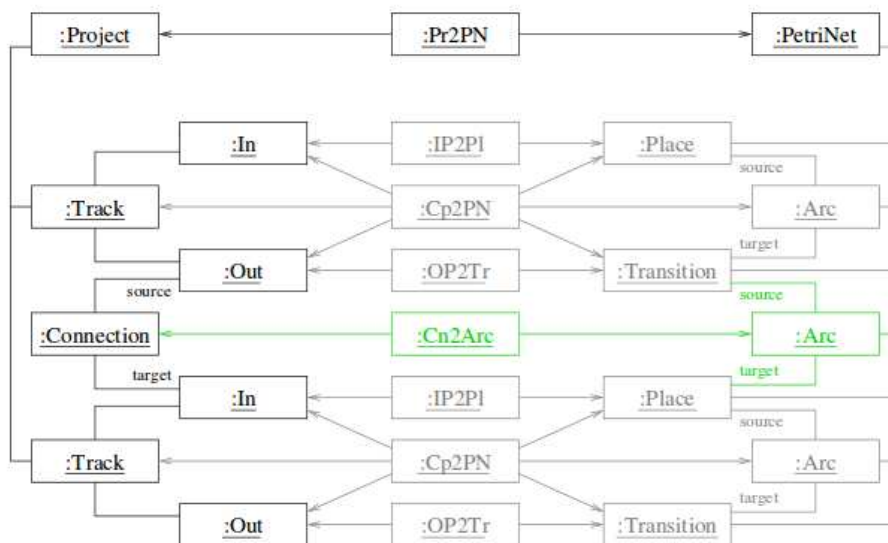 :Project :Pr2PN :PetriNet
:In :IP2Pl :Place
source
:Track :Cp2PN :Arc
target
:Out :OP2Tr :Transition
source source
:Connection :Cn2Arc :Arc
target target
:In :IP2Pl :Place
source
:Track :Cp2PN :Arc
target
:Out :OP2Tr :Transition